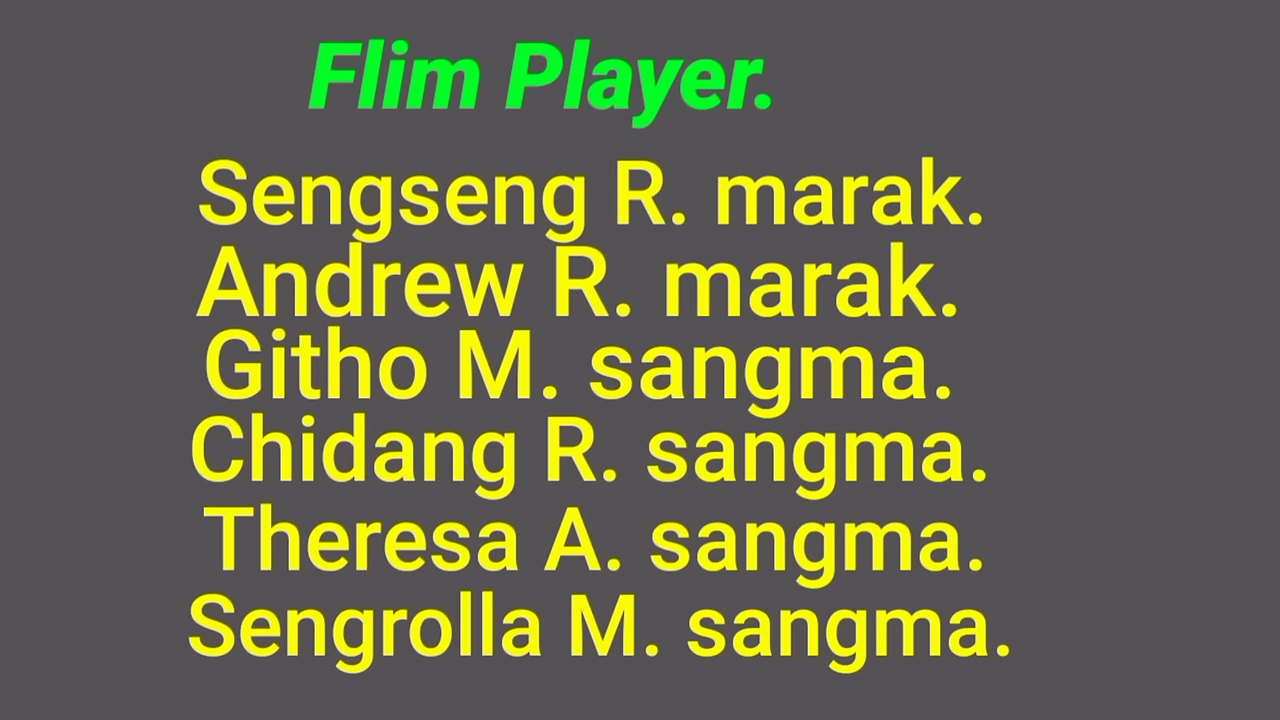 Flim Player.
Sengseng R. marak.
Andrew R. marak.
Githo M. sangma.
Chidang R. sangma.
Theresa A. sangma.
Sengrolla M. sangma.